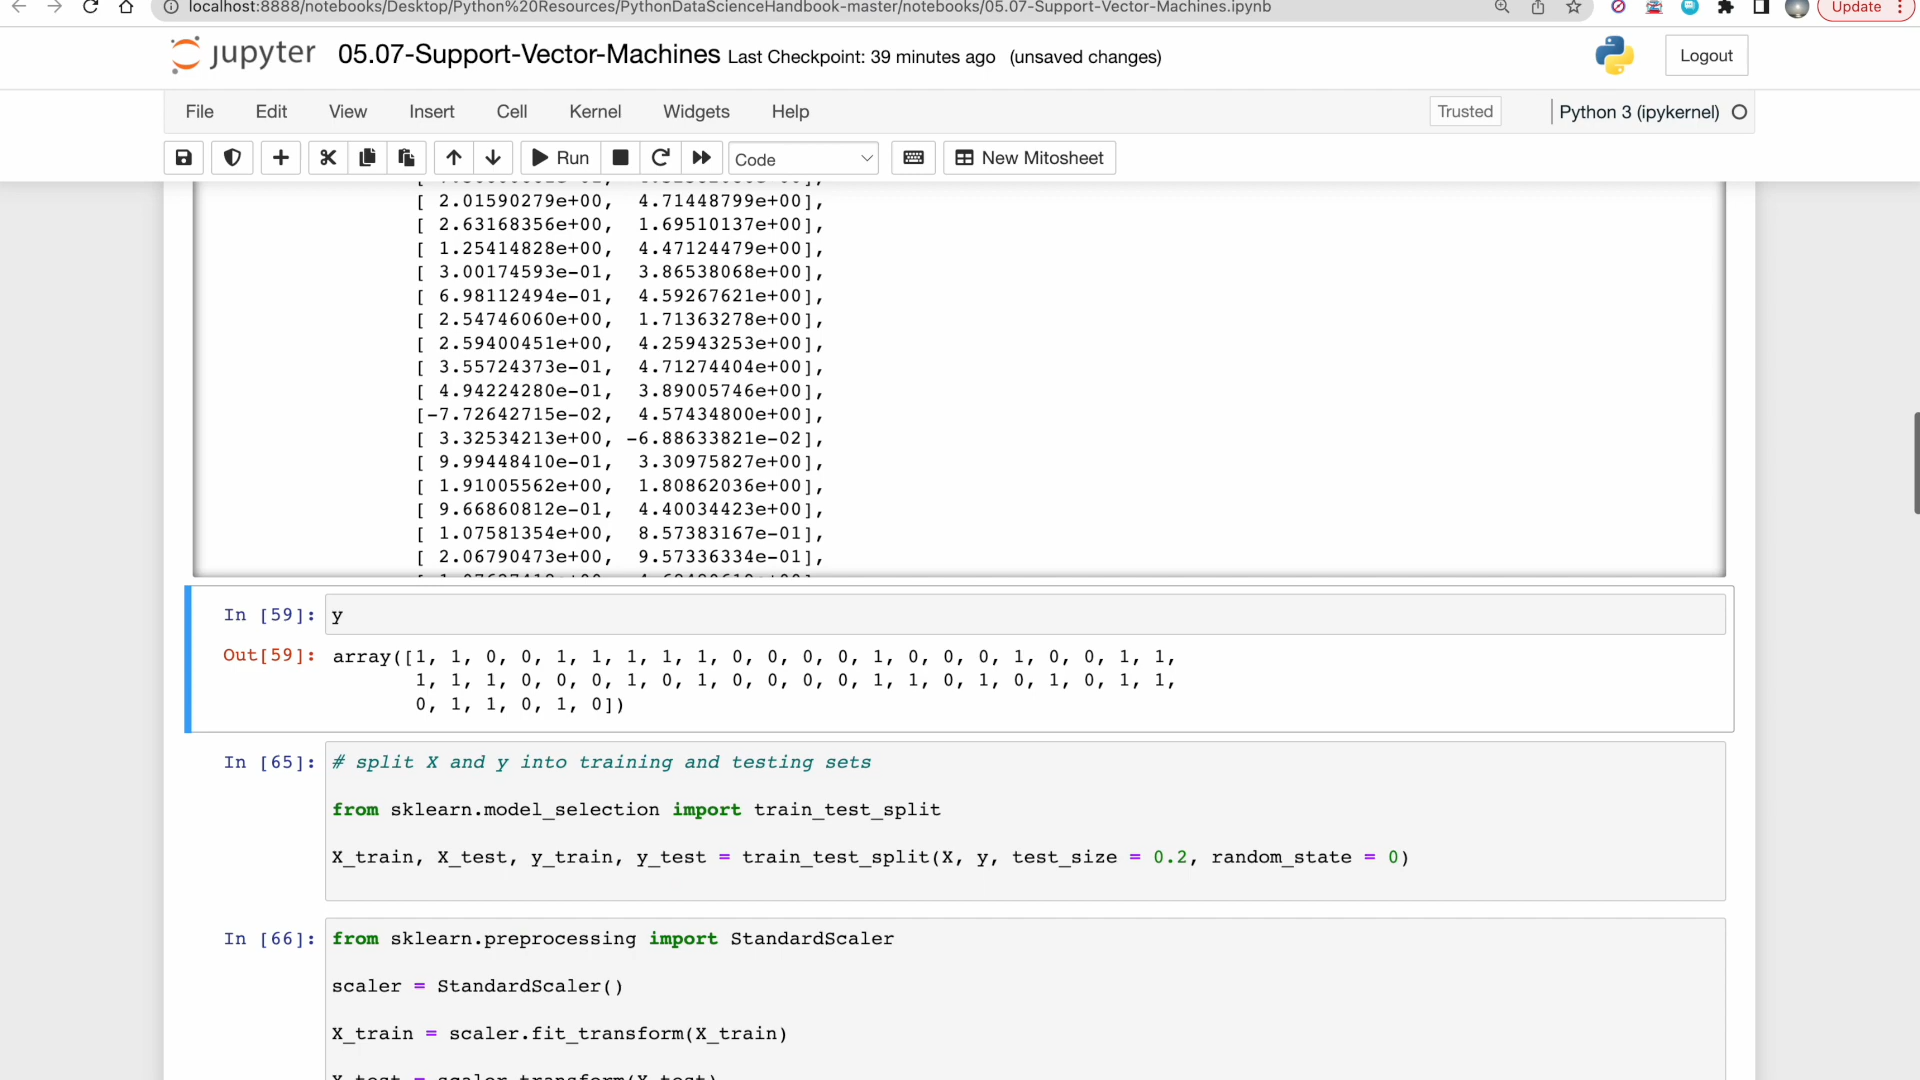 localhost:8888/notebooks/Desktop/Python%20Resources/PythonDataScienceHandbook-master/notebooks/05.07-Support-Vector-Machines.ipynb
Update
jupyter 05.07-Support-Vector-Machines Last Checkpoint: 39 minutes ago (unsaved changes)
Logout
File Edit View Insert Cell Kernel Widgets Help
Trusted
Python 3 (ipykernel)
Run Code New Mitosheet
[ 2.01590279e+00, 4.71448799e+00],
[ 2.63168356e+00, 1.69510137e+00],
[ 1.25414828e+00, 4.47124479e+00],
[ 3.00174593e-01, 3.86538068e+00],
[ 6.98112494e-01, 4.59267621e+00],
[ 2.54746060e+00, 1.71363278e+00],
[ 2.59400451e+00, 4.25943253e+00],
[ 3.55724373e-01, 4.71274404e+00],
[ 4.94224280e-01, 3.89005746e+00],
[-7.72642715e-02, 4.57434800e+00],
[ 3.32534213e+00, -6.88633821e-02],
[ 9.99448410e-01, 3.30975827e+00],
[ 1.91005562e+00, 1.80862036e+00],
[ 9.66860812e-01, 4.40034423e+00],
[ 1.07581354e+00, 8.57383167e-01],
[ 2.06790473e+00, 9.57336334e-01],
In [59]: y
Out[59]: array([1, 1, 0, 0, 1, 1, 1, 1, 1, 0, 0, 0, 0, 1, 0, 0, 0, 1, 0, 0, 1, 1,
1, 1, 1, 0, 0, 0, 1, 0, 1, 0, 0, 0, 0, 1, 1, 0, 1, 0, 1, 0, 1, 1,
0, 1, 1, 0, 1, 0])
In [65]: # split X and y into training and testing sets
from sklearn.model_selection import train_test_split
X_train, X_test, y_train, y_test = train_test_split(X, y, test_size = 0.2, random_state = 0)
In [66]: from sklearn.preprocessing import StandardScaler
scaler = StandardScaler()
X_train = scaler.fit_transform(X_train)
X_test = scaler.transform(X_test)